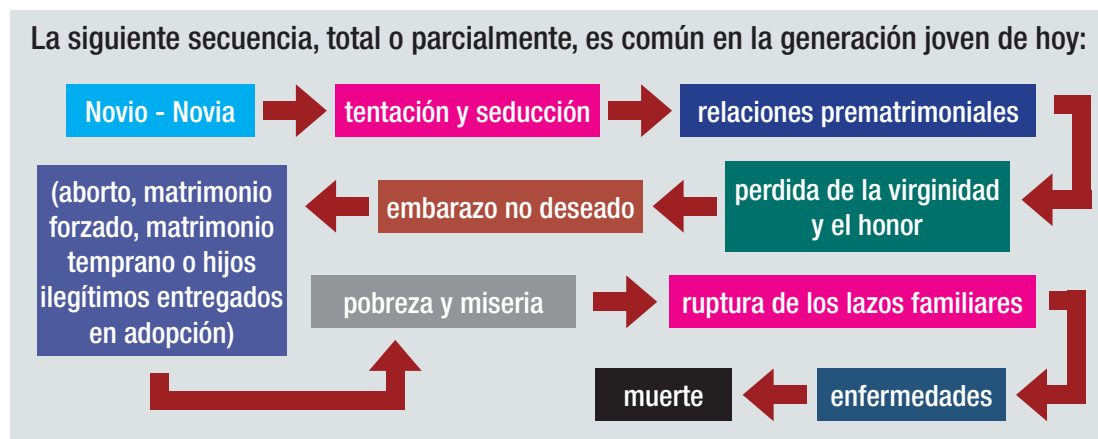 La siguiente secuencia, total o parcialmente, es común en la generación joven de hoy:
Novio - Novia
tentación y seducción
relaciones prematrimoniales
perdida de la virginidad
y el honor
embarazo no deseado
(aborto, matrimonio
forzado, matrimonio
temprano o hijos
ilegítimos entregados
en adopción)
pobreza y miseria
ruptura de los lazos familiares
enfermedades
muerte